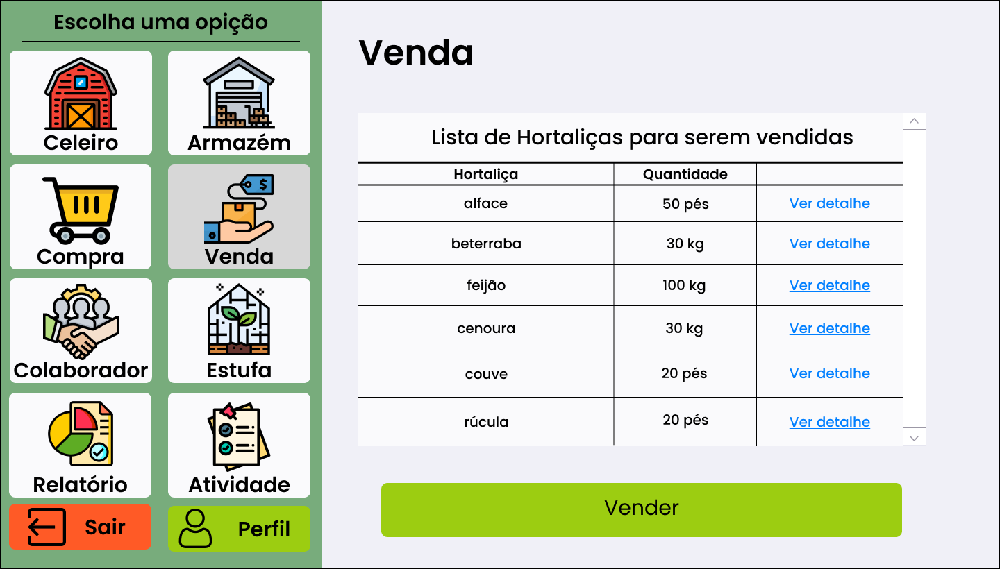 Escolha uma opição
Celeiro
Armazém
Compra
$
Venda
Colaborador
Estufa
Relatório
Atividade
Sair
Perfil
Venda
Lista de Hortaliças para serem vendidas
Hortaliça Quantidade
alface 50 pés Ver detalhe
beterraba 30 kg Ver detalhe
feijão 100 kg Ver detalhe
cenoura 30 kg Ver detalhe
couve 20 pés Ver detalhe
rúcula 20 pés Ver detalhe
Vender